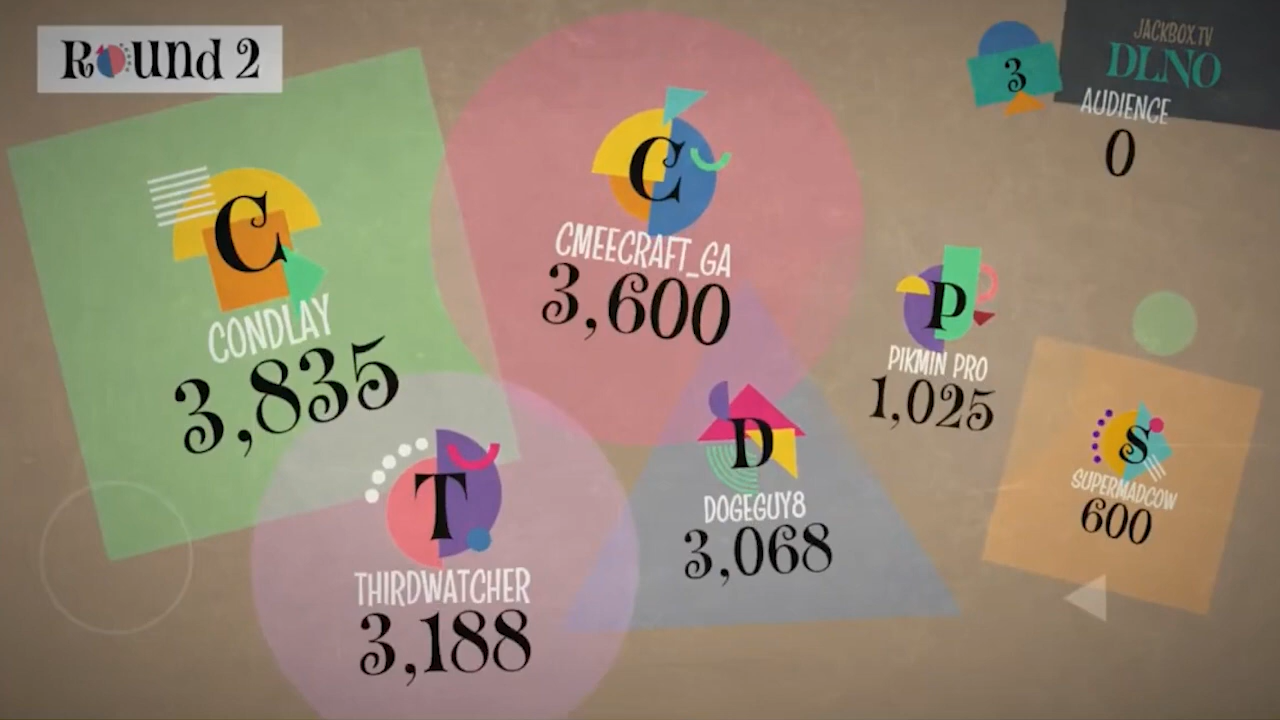 Round 2
JACKBOX.TV
DLNO
3
AUDIENCE
0
C
CONDLAY
3,835
C
CMEECRAFT_GA
3,600
P
PIKMIN PRO
1,025
T
THIRDWATCHER
3,188
D
DOGEGUY8
3,068
S
SUPERMADCOW
600